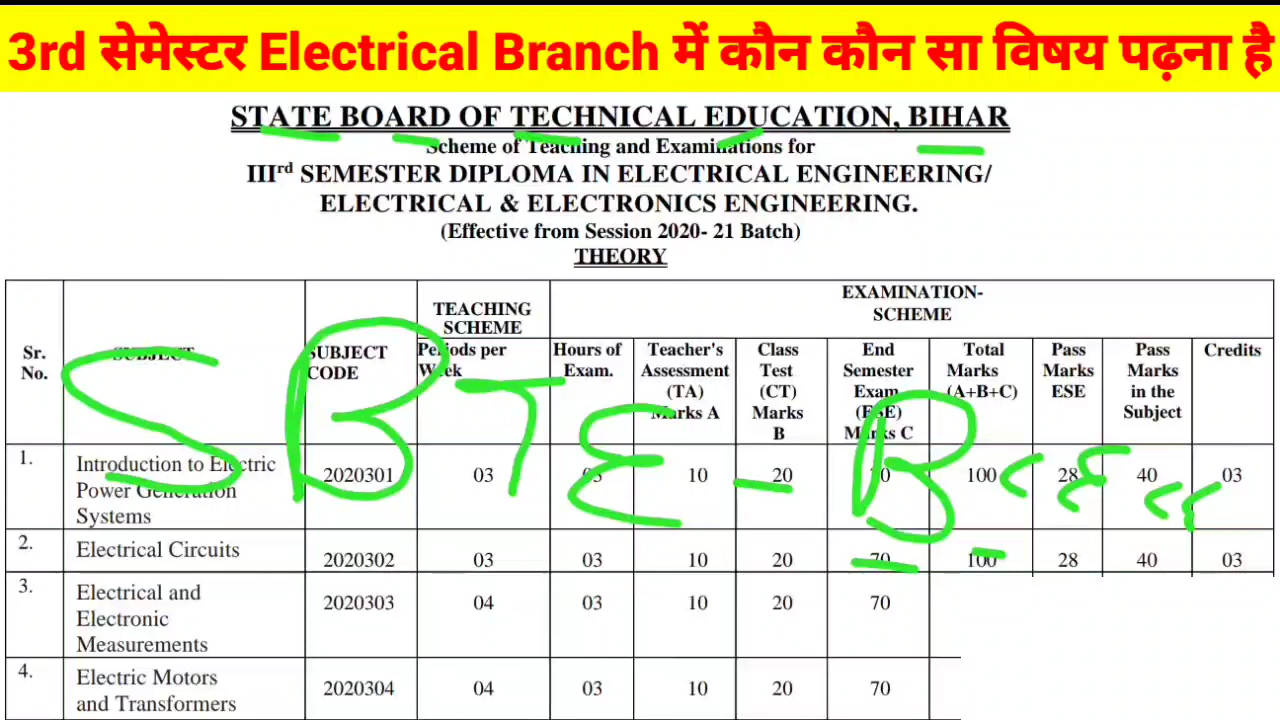 3rd सेमेस्टर Electrical Branch में कौन कौन सा विषय पढ़ना है
STATE BOARD OF TECHNICAL EDUCATION, BIHAR
Scheme of Teaching and Examinations for
IIIrd SEMESTER DIPLOMA IN ELECTRICAL ENGINEERING/
ELECTRICAL & ELECTRONICS ENGINEERING.
(Effective from Session 2020- 21 Batch)
THEORY
TEACHING SCHEME
EXAMINATION-
SCHEME
Sr. No.
SUBJECT
SUBJECT CODE
Periods per Week
Hours of Exam.
Teacher's Assessment (TA) Marks A
Class Test (CT) Marks B
End Semester Exam (ESE) Marks C
Total Marks (A+B+C)
Pass Marks ESE
Pass Marks in the Subject
Credits
1. Introduction to Electric Power Generation Systems 2020301 03 03 10 20 70 100 28 40 03
2. Electrical Circuits 2020302 03 03 10 20 70 100 28 40 03
3. Electrical and Electronic Measurements 2020303 04 03 10 20 70
4. Electric Motors and Transformers 2020304 04 03 10 20 70
SBTE B